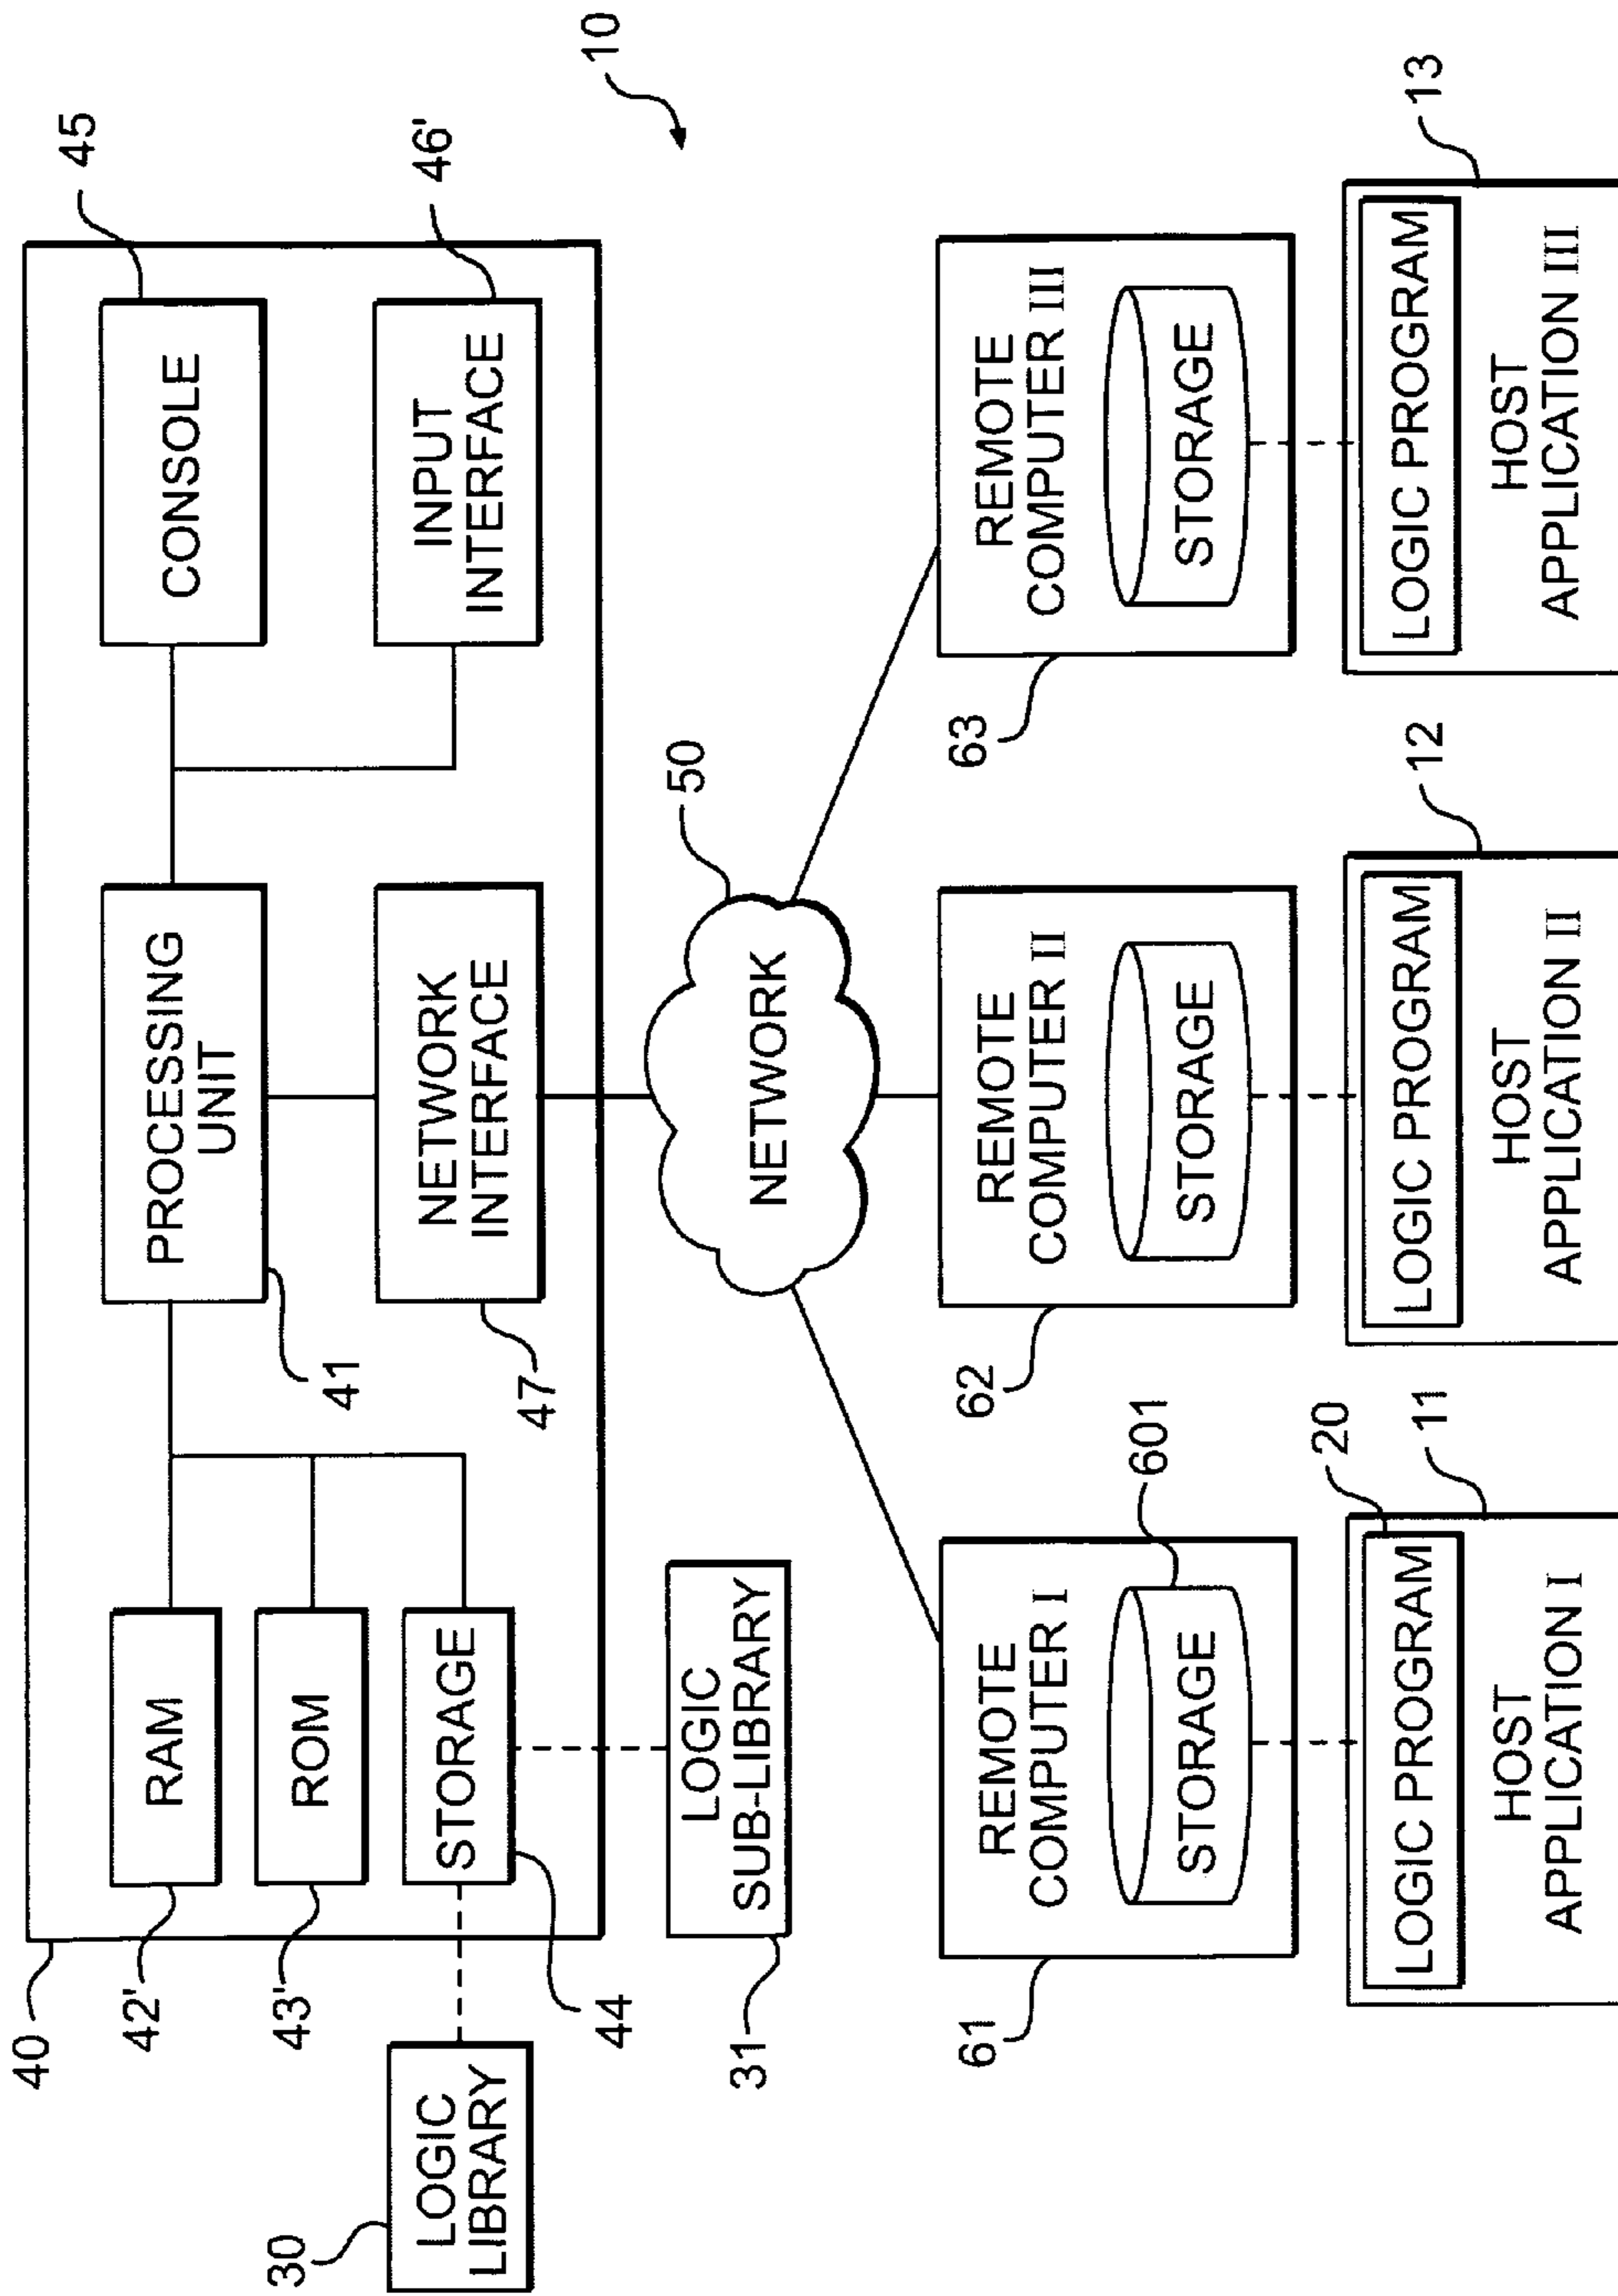 10
45
CONSOLE
46'
INPUT
INTERFACE
PROCESSING
UNIT
41
NETWORK
INTERFACE
47
RAM
42'
ROM
43'
STORAGE
44
40
LOGIC
LIBRARY
30
LOGIC
SUB-LIBRARY
31
NETWORK
50
REMOTE
COMPUTER I
STORAGE
601
61
REMOTE
COMPUTER II
STORAGE
62
REMOTE
COMPUTER III
STORAGE
63
LOGIC PROGRAM
20
HOST
APPLICATION I
11
LOGIC PROGRAM
HOST
APPLICATION II
12
LOGIC PROGRAM
HOST
APPLICATION III
13